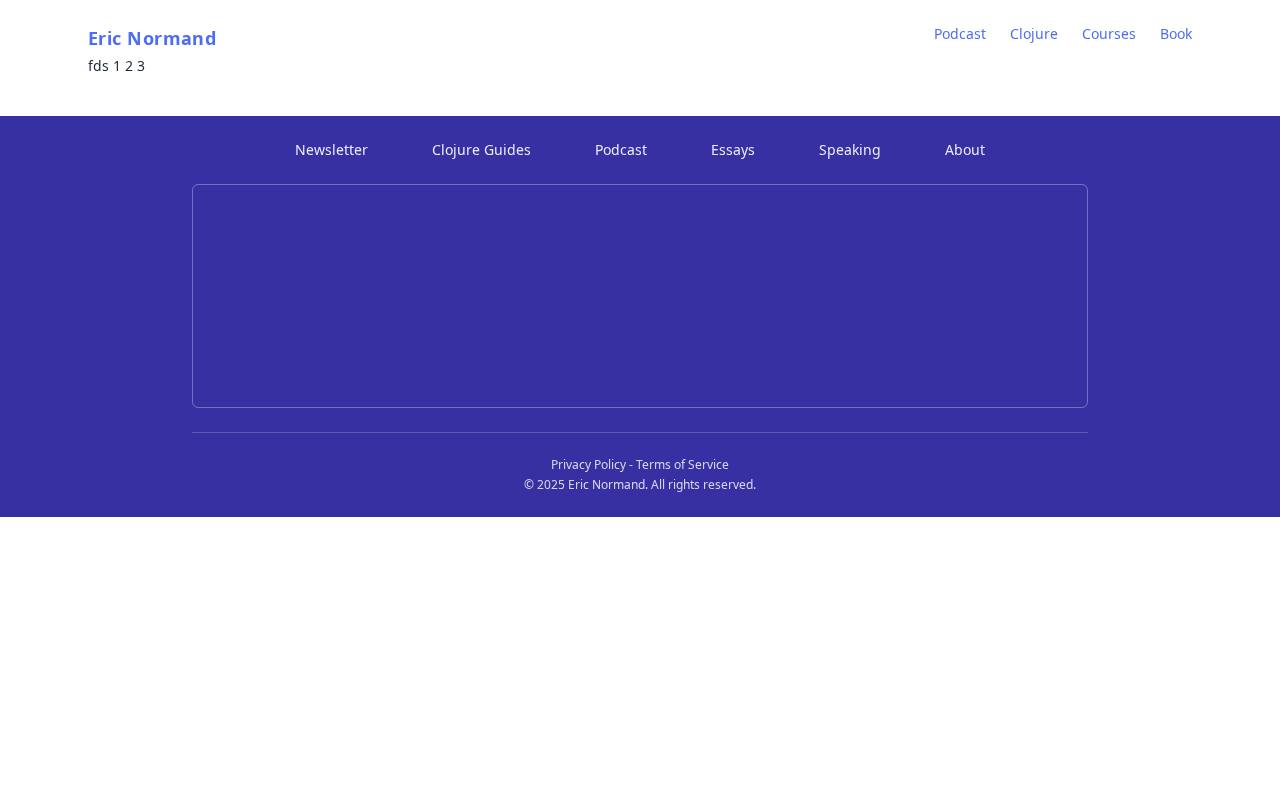 Eric Normand
Podcast Clojure Courses Book
fds 1 2 3
Newsletter Clojure Guides Podcast Essays Speaking About
Privacy Policy - Terms of Service
© 2025 Eric Normand. All rights reserved.